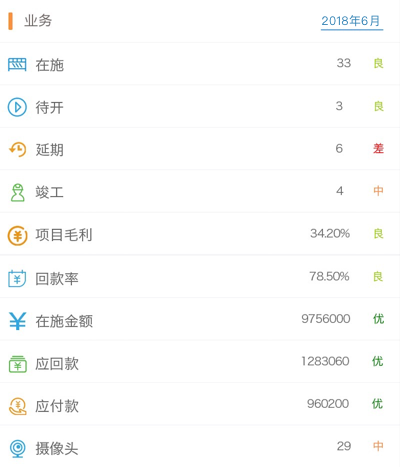 业务 2018年6月
在施 33 良
待开 3 良
延期 6 差
竣工 4 中
项目毛利 34.20% 良
回款率 78.50% 良
在施金额 9756000 优
应回款 1283060 优
应付款 960200 优
摄像头 29 中